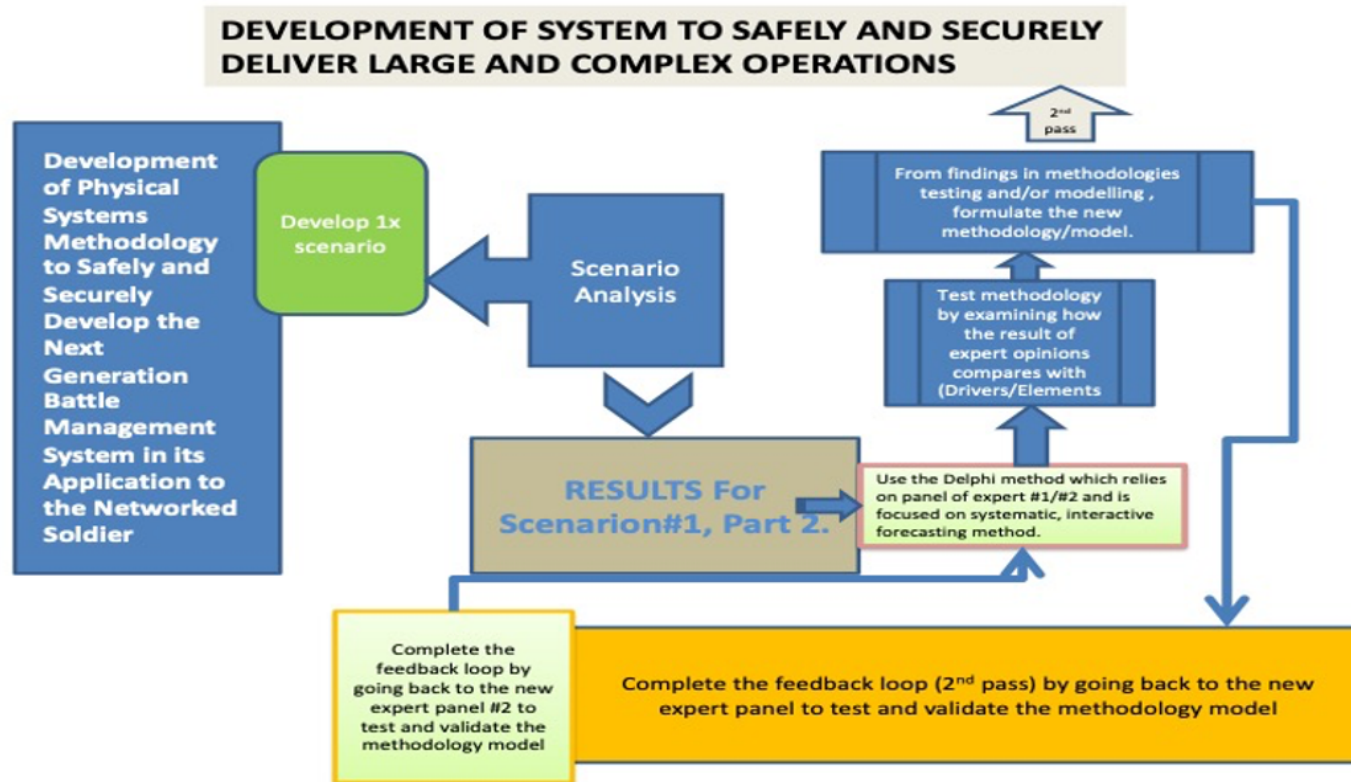 DEVELOPMENT OF SYSTEM TO SAFELY AND SECURELY
DELIVER LARGE AND COMPLEX OPERATIONS
Development
of Physical
Systems
Methodology
to Safely and
Securely
Develop the
Next
Generation
Battle
Management
System in its
Application to
the Networked
Soldier
Develop 1x
scenario
Scenario
Analysis
RESULTS For
Scenarion#1, Part 2.
2nd
pass
From findings in methodologies
testing and/or modelling ,
formulate the new
methodology/model.
Test methodology
by examining how
the result of
expert opinions
compares with
(Drivers/Elements
Use the Delphi method which relies
on panel of expert #1/#2 and is
focused on systematic, interactive
forecasting method.
Complete the
feedback loop by
going back to the new
expert panel #2 to
test and validate the
methodology model
Complete the feedback loop (2nd pass) by going back to the new
expert panel to test and validate the methodology model